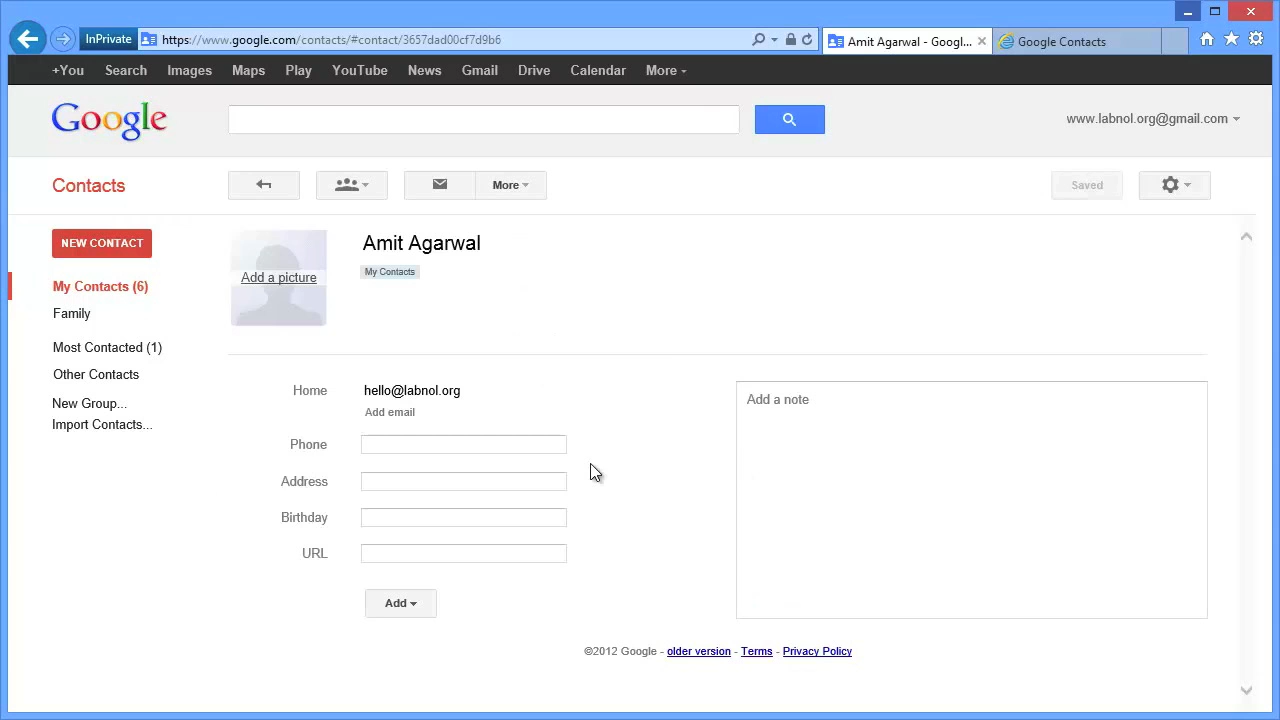 InPrivate https://www.google.com/contacts/#contact/3657dad00cf7d9b6 Amit Agarwal - Googl... Google Contacts
+You Search Images Maps Play YouTube News Gmail Drive Calendar More
Google www.labnol.org@gmail.com
Contacts More Saved
NEW CONTACT
My Contacts (6)
Family
Most Contacted (1)
Other Contacts
New Group...
Import Contacts...
Add a picture
Amit Agarwal
My Contacts
Home hello@labnol.org
Add email
Phone
Address
Birthday
URL
Add
Add a note
©2012 Google - older version - Terms - Privacy Policy